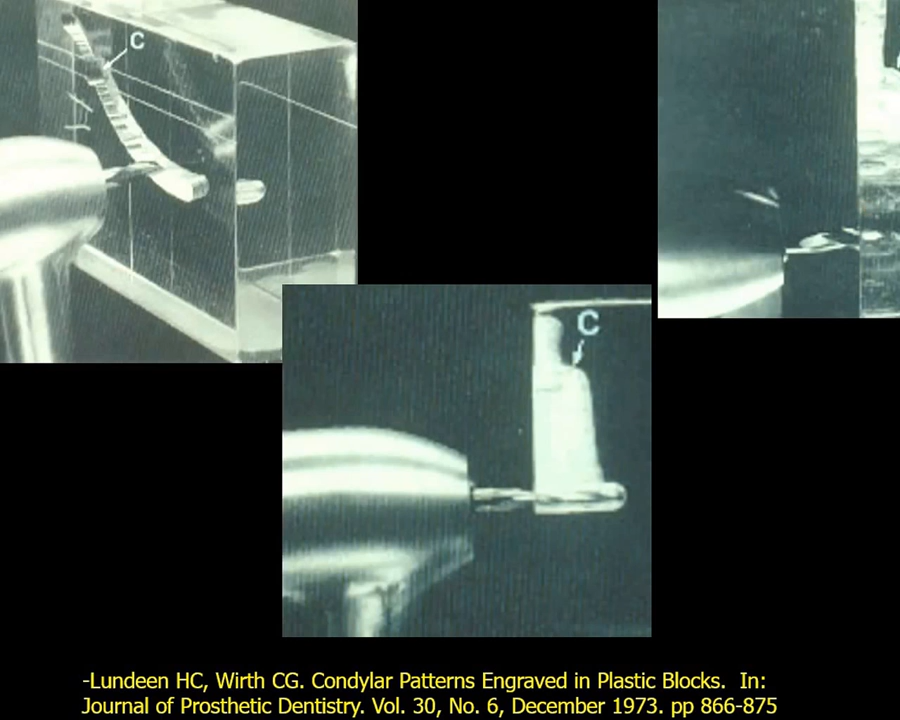 C
C
-Lundeen HC, Wirth CG. Condylar Patterns Engraved in Plastic Blocks. In:
Journal of Prosthetic Dentistry. Vol. 30, No. 6, December 1973. pp 866-875